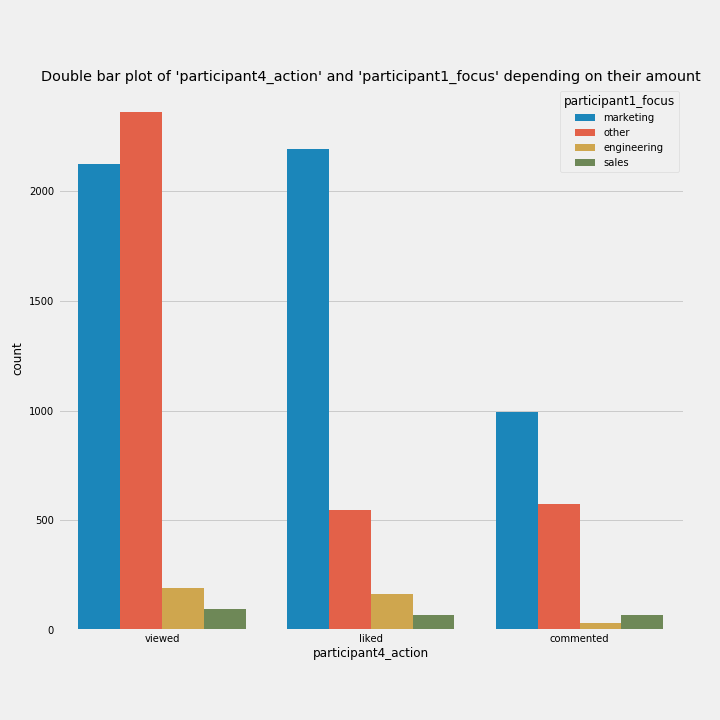 Double bar plot of 'participant4_action' and 'participant1_focus' depending on their amount
participant1_focus
marketing
other
engineering
sales
2000
1500
1000
500
0
count
viewed
liked
commented
participant4_action